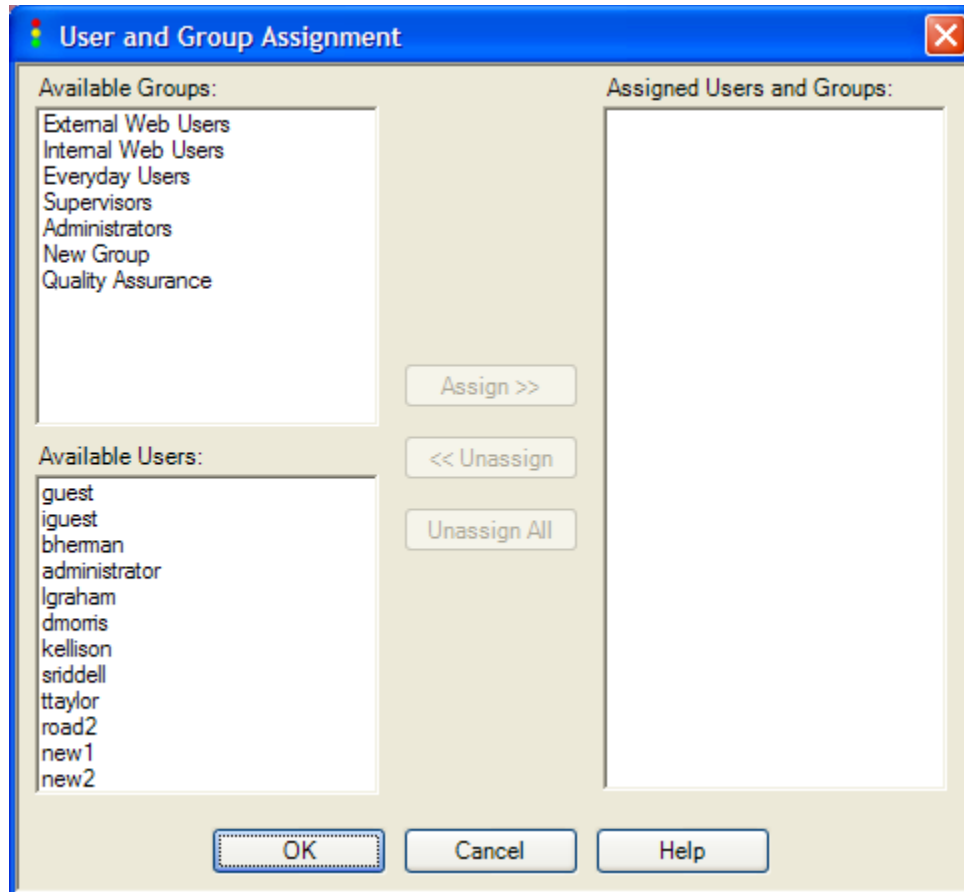 User and Group Assignment
Available Groups:
External Web Users
Internal Web Users
Everyday Users
Supervisors
Administrators
New Group
Quality Assurance
Available Users:
guest
iguest
bherman
administrator
lgraham
dmorris
kellison
sriddell
ttaylor
road2
new1
new2
Assign >>
<< Unassign
Unassign All
Assigned Users and Groups:
OK
Cancel
Help